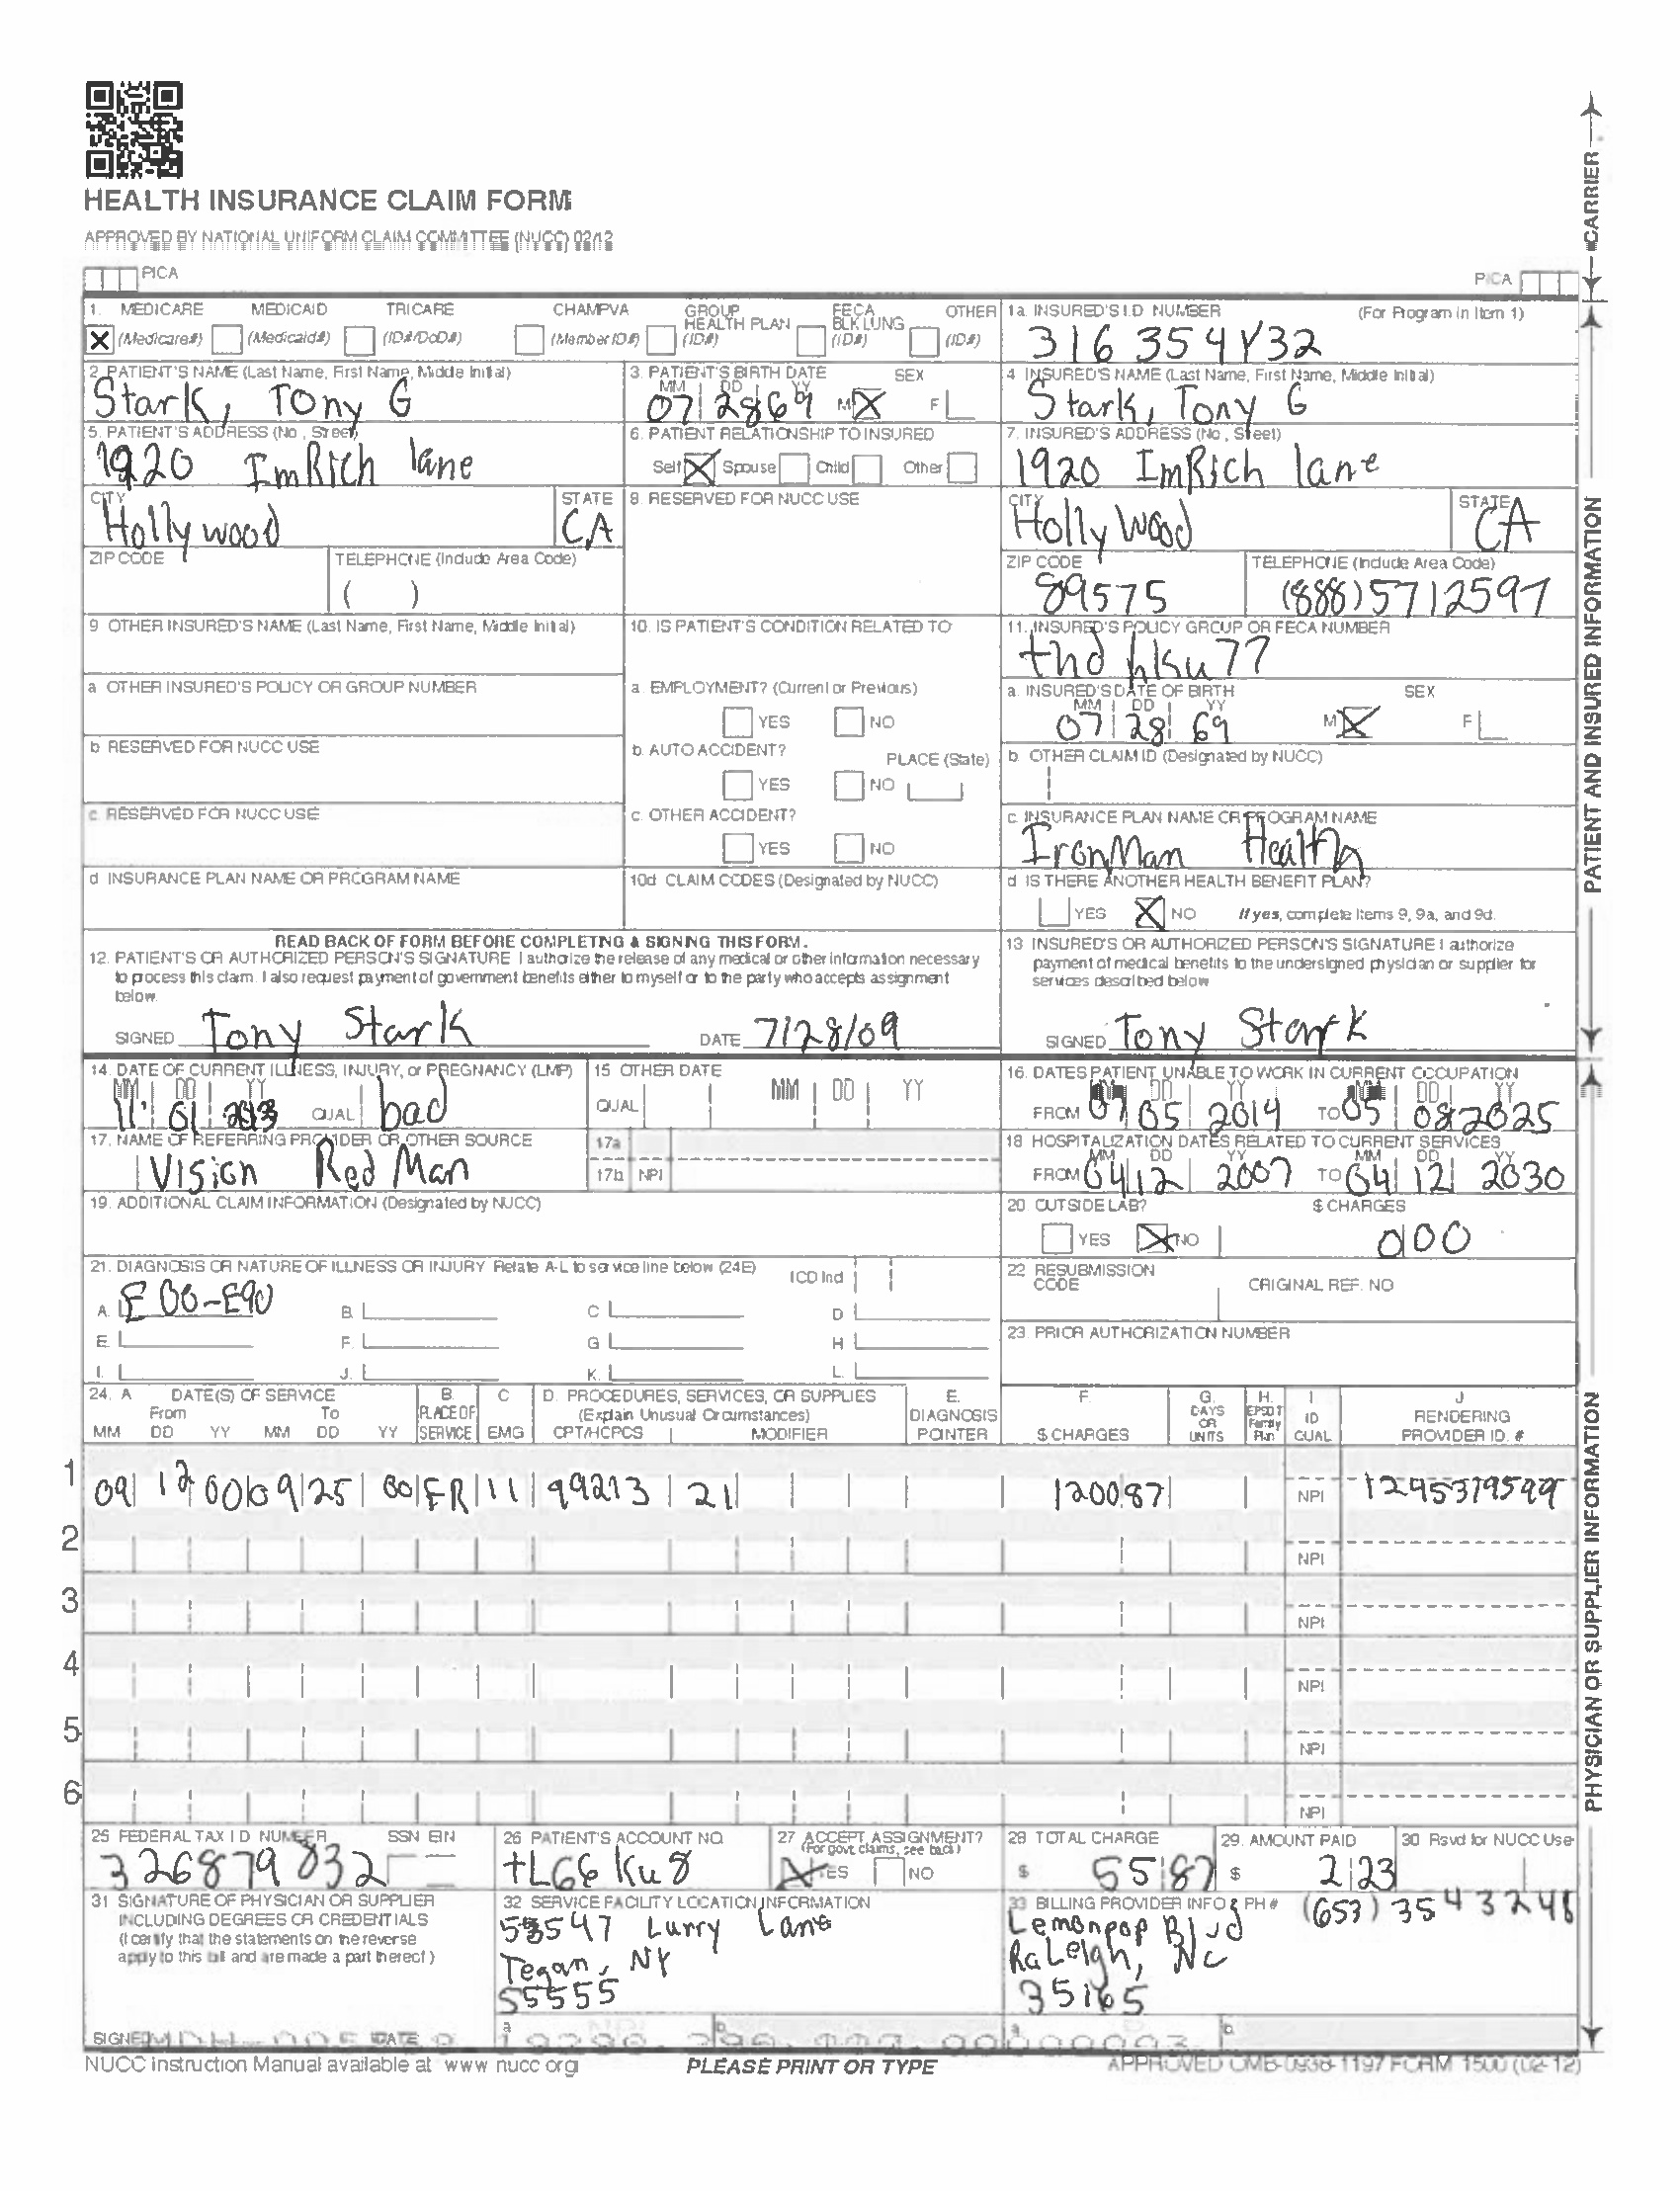 HEALTH INSURANCE CLAIM FORM
APPROVED BY NATIONAL UNIFORM CLAIM COMMITTEE (NUCC) 02/12
PICA
PICA
CARRIER
1. MEDICARE MEDICAID TRICARE CHAMPVA GROUP HEALTH PLAN FECA BLK LUNG OTHER
X (Medicare#) (Medicaid#) (ID#/DoD#) (Member ID#) (ID#) (ID#) (ID#)
1a. INSURED'S I.D. NUMBER (For Program in Item 1)
316 354Y32
2. PATIENT'S NAME (Last Name, First Name, Middle Initial)
Stark, Tony G
3. PATIENT'S BIRTH DATE SEX
MM DD YY
07 28 69 M X F
4. INSURED'S NAME (Last Name, First Name, Middle Initial)
Stark, Tony G
5. PATIENT'S ADDRESS (No., Street)
1920 ImRich lane
6. PATIENT RELATIONSHIP TO INSURED
Self X Spouse Child Other
7. INSURED'S ADDRESS (No., Street)
1920 ImRich lane
CITY STATE
Hollywood CA
8. RESERVED FOR NUCC USE
CITY STATE
Hollywood CA
ZIP CODE TELEPHONE (Include Area Code)
( )
ZIP CODE TELEPHONE (Include Area Code)
89575 (888) 5712597
9. OTHER INSURED'S NAME (Last Name, First Name, Middle Initial)
10. IS PATIENT'S CONDITION RELATED TO
11. INSURED'S POLICY GROUP OR FECA NUMBER
thd hksu77
a. OTHER INSURED'S POLICY OR GROUP NUMBER
a. EMPLOYMENT? (Current or Previous)
YES NO
a. INSURED'S DATE OF BIRTH SEX
MM DD YY
07 28 69 M X F
b. RESERVED FOR NUCC USE
b. AUTO ACCIDENT? PLACE (State)
YES NO
b. OTHER CLAIM ID (Designated by NUCC)
c. RESERVED FOR NUCC USE
c. OTHER ACCIDENT?
YES NO
c. INSURANCE PLAN NAME OR PROGRAM NAME
IronMan Health
d. INSURANCE PLAN NAME OR PROGRAM NAME
10d. CLAIM CODES (Designated by NUCC)
d. IS THERE ANOTHER HEALTH BENEFIT PLAN?
YES X NO If yes, complete items 9, 9a, and 9d.
PATIENT AND INSURED INFORMATION
READ BACK OF FORM BEFORE COMPLETING & SIGNING THIS FORM.
12. PATIENT'S OR AUTHORIZED PERSON'S SIGNATURE I authorize the release of any medical or other information necessary
to process this claim. I also request payment of government benefits either to myself or to the party who accepts assignment
below.
SIGNED Tony Stark DATE 7/28/09
13. INSURED'S OR AUTHORIZED PERSON'S SIGNATURE I authorize
payment of medical benefits to the undersigned physician or supplier for
services described below
SIGNED Tony Stark
14. DATE OF CURRENT ILLNESS, INJURY, or PREGNANCY (LMP)
MM DD YY
11 01 2013 QUAL bad
15. OTHER DATE
QUAL MM DD YY
16. DATES PATIENT UNABLE TO WORK IN CURRENT OCCUPATION
DD YY DD YY
FROM 07 05 2019 TO 05 08 2025
17. NAME OF REFERRING PROVIDER OR OTHER SOURCE
Vision Red Man
17a.
17b. NPI
18. HOSPITALIZATION DATES RELATED TO CURRENT SERVICES
MM DD YY MM DD YY
FROM 04 12 2007 TO 04 12 2030
19. ADDITIONAL CLAIM INFORMATION (Designated by NUCC)
20. OUTSIDE LAB? $ CHARGES
YES X NO 0 00
21. DIAGNOSIS OR NATURE OF ILLNESS OR INJURY Relate A-L to service line below (24E) ICD Ind
A. E00-E90 B. C. D.
E. F. G. H.
I. J. K. L.
22. RESUBMISSION CODE ORIGINAL REF. NO
23. PRIOR AUTHORIZATION NUMBER
24. A. DATE(S) OF SERVICE B. PLACE OF SERVICE C. EMG D. PROCEDURES, SERVICES, OR SUPPLIES E. DIAGNOSIS POINTER F. $ CHARGES G. DAYS OR UNITS H. EPSDT Family Plan I. ID QUAL J. RENDERING PROVIDER ID. #
From To (Explain Unusual Circumstances)
MM DD YY MM DD YY CPT/HCPCS MODIFIER
1 09 12 00 09 25 00 ER 11 99213 21 1200 87 NPI 1295379599
2 NPI
3 NPI
4 NPI
5 NPI
6 NPI
PHYSICIAN OR SUPPLIER INFORMATION
25. FEDERAL TAX I.D. NUMBER SSN EIN
326879832
26. PATIENT'S ACCOUNT NO.
tLG6Ku8
27. ACCEPT ASSIGNMENT?
(For govt. claims, see back)
X YES NO
28. TOTAL CHARGE
$ 55 87
29. AMOUNT PAID
$ 2 23
30. Rsvd for NUCC Use
31. SIGNATURE OF PHYSICIAN OR SUPPLIER
INCLUDING DEGREES OR CREDENTIALS
(I certify that the statements on the reverse
apply to this bill and are made a part thereof.)
SIGNED DATE
32. SERVICE FACILITY LOCATION INFORMATION
53547 Lurry Lane
Tegan, NY
55555
a. b.
33. BILLING PROVIDER INFO & PH # (653) 3543248
Lemonpop Blvd
RaLeigh, NC
35165
a. b.
NUCC Instruction Manual available at www nucc org
PLEASE PRINT OR TYPE
APPROVED OMB-0938-1197 FORM 1500 (02-12)